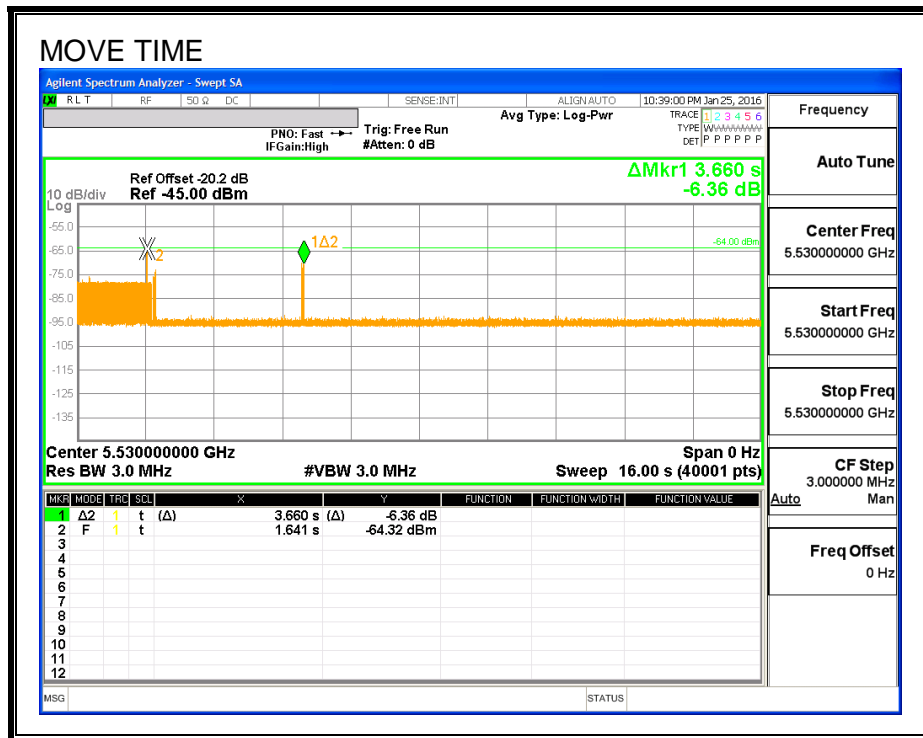 MOVE TIME
Agilent Spectrum Analyzer - Swept SA
LXI RL T RF 50 Ω DC SENSE:INT ALIGN AUTO 10:39:00 PM Jan 25, 2016
Avg Type: Log-Pwr
TRACE 1 2 3 4 5 6
TYPE WWWWWW
DET P P P P P P
PNO: Fast
IFGain:High
Trig: Free Run
#Atten: 0 dB
Frequency
ΔMkr1 3.660 s
-6.36 dB
Ref Offset -20.2 dB
10 dB/div Ref -45.00 dBm
Log
-55.0
-65.0
-75.0
-85.0
-95.0
-105
-115
-125
-135
2
1Δ2
-64.00 dBm
Center 5.530000000 GHz Span 0 Hz
Res BW 3.0 MHz #VBW 3.0 MHz Sweep 16.00 s (40001 pts)
MKR MODE TRC SCL X Y FUNCTION FUNCTION WIDTH FUNCTION VALUE
1 Δ2 1 t (Δ) 3.660 s (Δ) -6.36 dB
2 F 1 t 1.641 s -64.32 dBm
3
4
5
6
7
8
9
10
11
12
MSG STATUS
Auto Tune
Center Freq
5.530000000 GHz
Start Freq
5.530000000 GHz
Stop Freq
5.530000000 GHz
CF Step
3.000000 MHz
Auto Man
Freq Offset
0 Hz